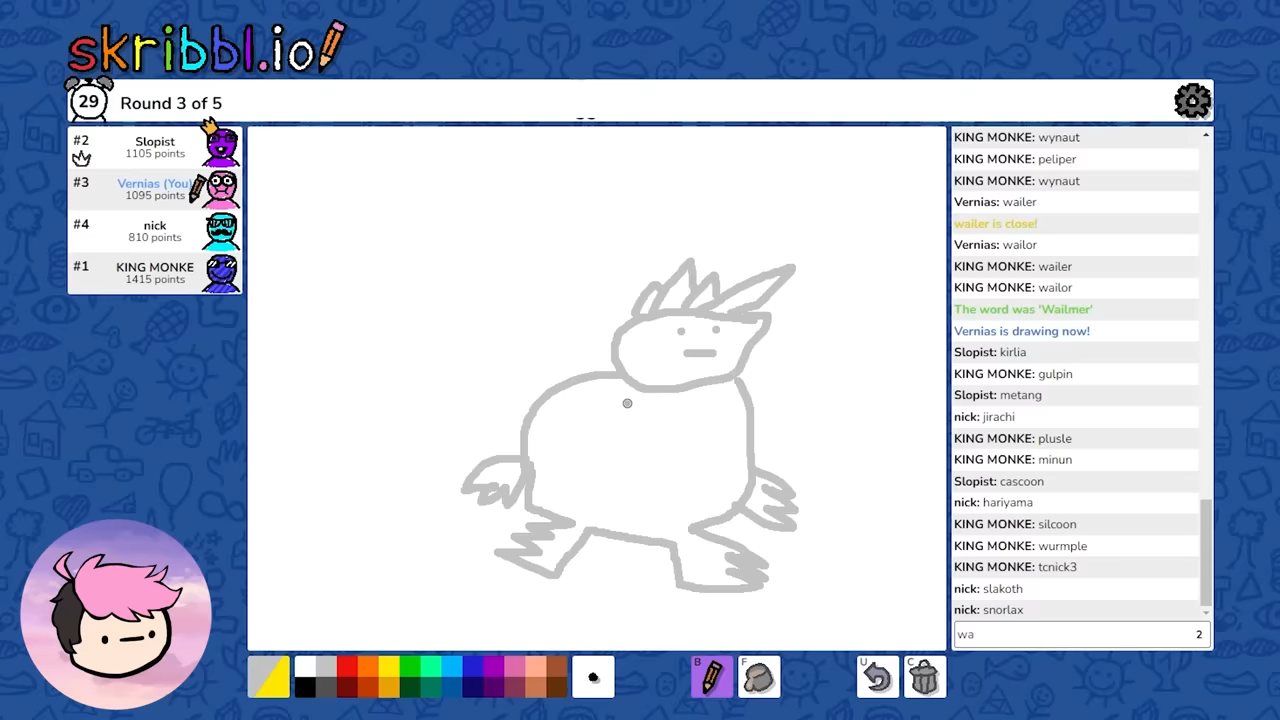 skribbl.io
29
Round 3 of 5
#2
Slopist
1105 points
#3
Vernias (You)
1095 points
#4
nick
810 points
#1
KING MONKE
1415 points
KING MONKE: wynaut
KING MONKE: peliper
KING MONKE: wynaut
Vernias: wailer
wailer is close!
Vernias: wailor
KING MONKE: wailer
KING MONKE: wailor
The word was 'Wailmer'
Vernias is drawing now!
Slopist: kirlia
KING MONKE: gulpin
Slopist: metang
nick: jirachi
KING MONKE: plusle
KING MONKE: minun
Slopist: cascoon
nick: hariyama
KING MONKE: silcoon
KING MONKE: wurmple
KING MONKE: tcnick3
nick: slakoth
nick: snorlax
wa
2
B
F
U
C